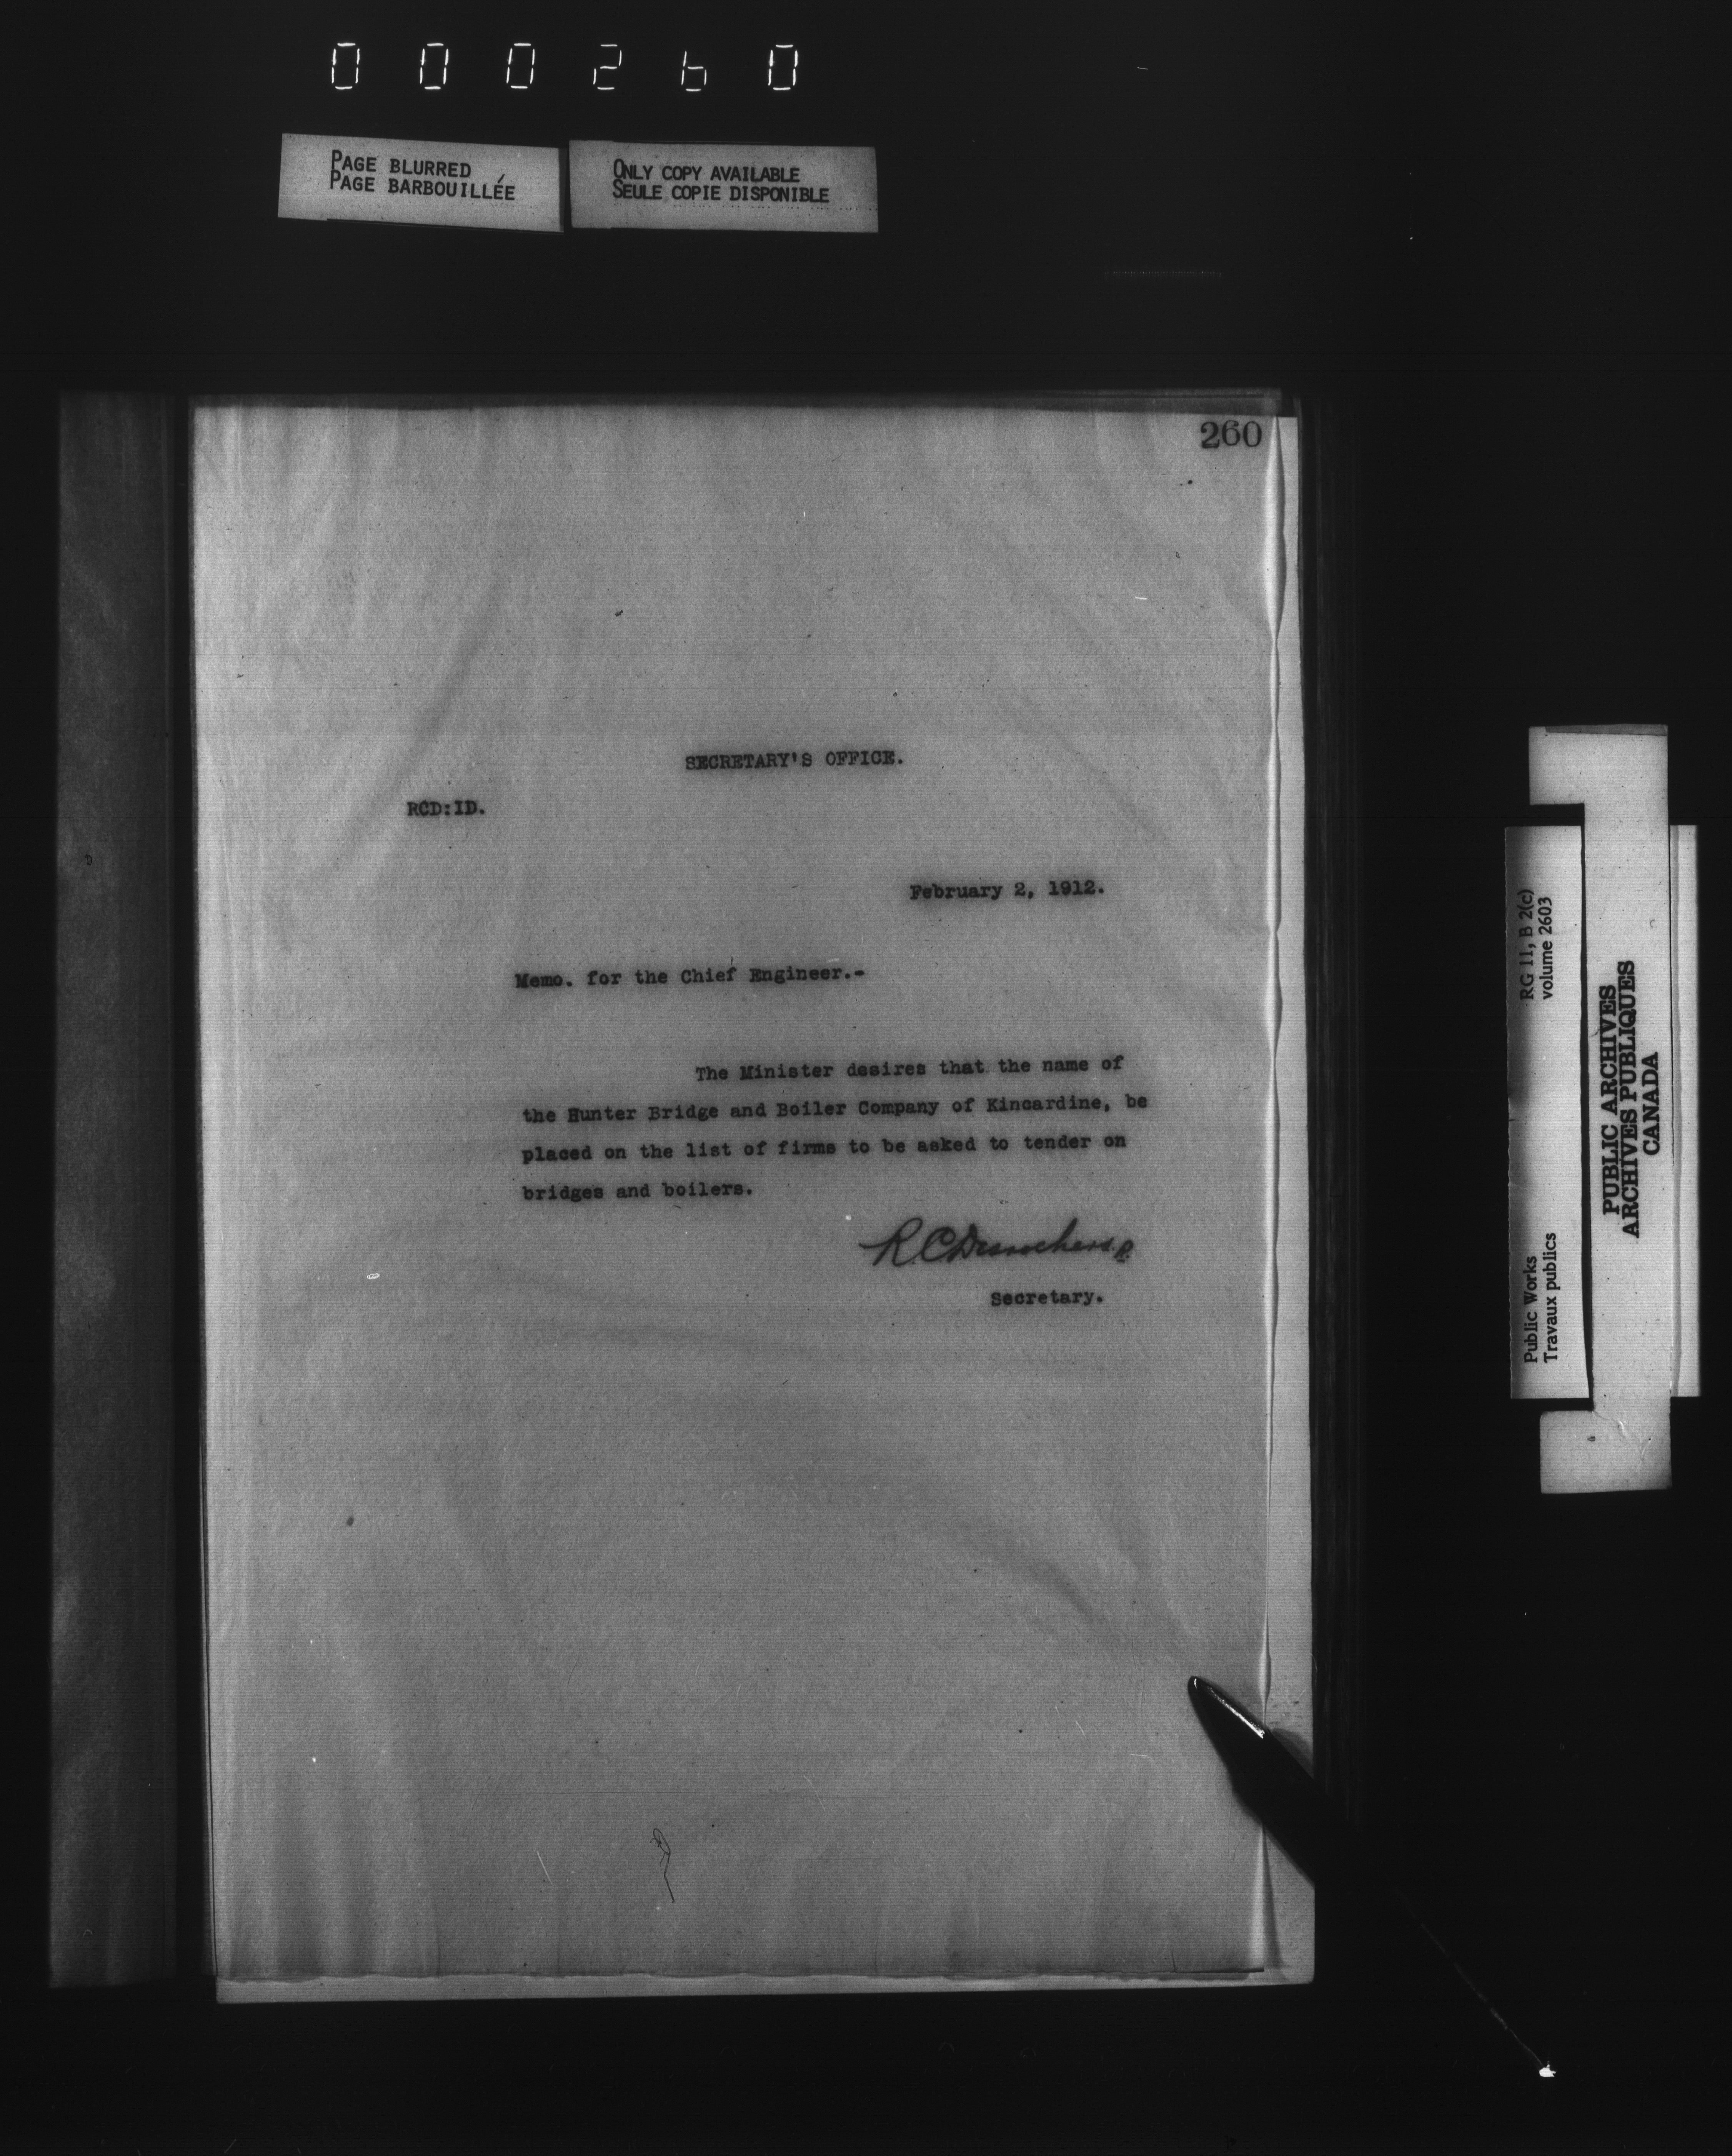 000260
PAGE BLURRED
PAGE BARBOUILLÉE
ONLY COPY AVAILABLE
SEULE COPIE DISPONIBLE
260
SECRETARY'S OFFICE.
RCD:ID.
February 2, 1912.
Memo. for the Chief Engineer.-
The Minister desires that the name of
the Hunter Bridge and Boiler Company of Kincardine, be
placed on the list of firms to be asked to tender on
bridges and boilers.
R.C. Desrochers
Secretary.
RG 11, B 2(c)
volume 2603
Public Works
Travaux publics
PUBLIC ARCHIVES
ARCHIVES PUBLIQUES
CANADA